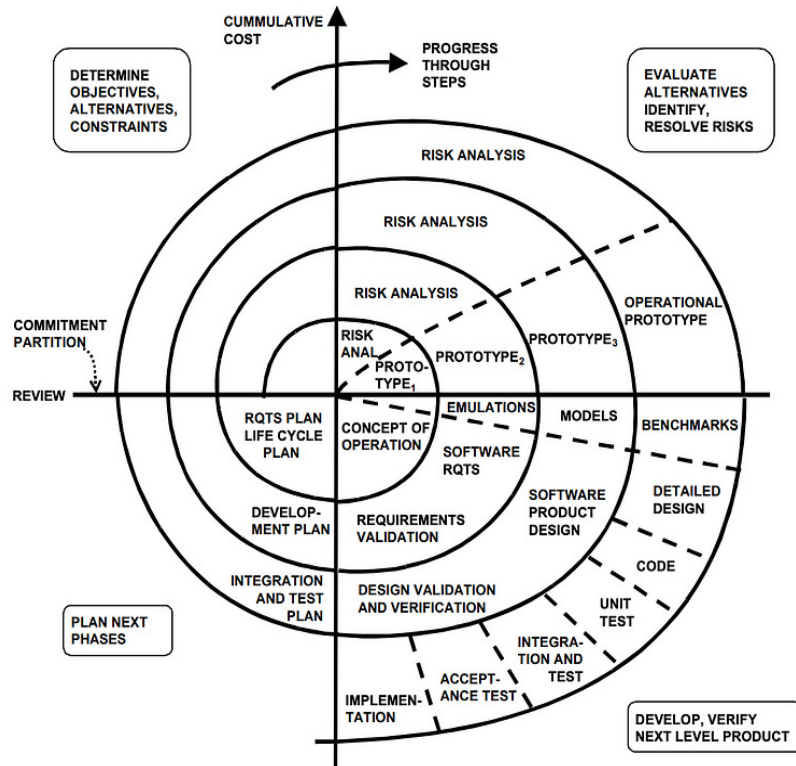 CUMMULATIVE
COST
PROGRESS
THROUGH
STEPS
DETERMINE
OBJECTIVES,
ALTERNATIVES,
CONSTRAINTS
EVALUATE
ALTERNATIVES
IDENTIFY,
RESOLVE RISKS
RISK ANALYSIS
RISK ANALYSIS
RISK ANALYSIS
RISK
ANAL.
PROTO-
TYPE₁
PROTOTYPE₂
PROTOTYPE₃
OPERATIONAL
PROTOTYPE
COMMITMENT
PARTITION
REVIEW
EMULATIONS
MODELS
BENCHMARKS
RQTS PLAN
LIFE CYCLE
PLAN
CONCEPT OF
OPERATION
SOFTWARE
RQTS
SOFTWARE
PRODUCT
DESIGN
DETAILED
DESIGN
DEVELOP-
MENT PLAN
REQUIREMENTS
VALIDATION
CODE
INTEGRATION
AND TEST
PLAN
DESIGN VALIDATION
AND VERIFICATION
UNIT
TEST
INTEGRA-
TION AND
TEST
ACCEPT-
ANCE TEST
IMPLEMEN-
TATION
PLAN NEXT
PHASES
DEVELOP, VERIFY
NEXT LEVEL PRODUCT